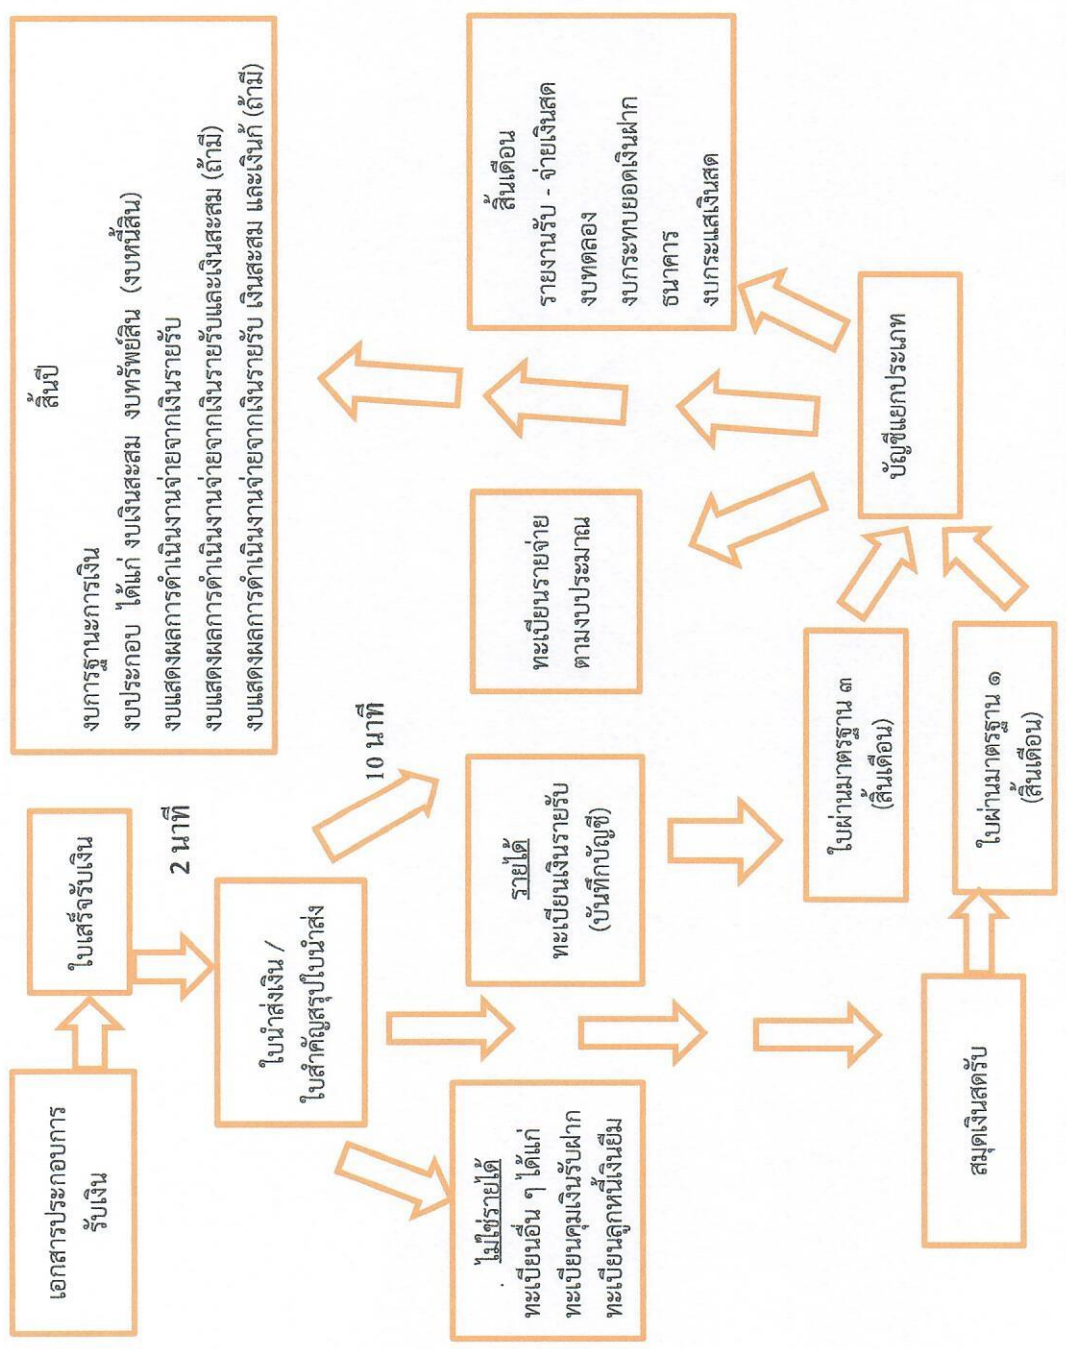 เอกสารประกอบการ
รับเงิน
ใบเสร็จรับเงิน
2 นาที
ใบนำส่งเงิน /
ใบสำคัญสรุปใบนำส่ง
10 นาที
. ไม่ใช่รายได้
ทะเบียนอื่น ๆ ได้แก่
ทะเบียนคุมเงินรับฝาก
ทะเบียนลูกหนี้เงินยืม
รายได้
ทะเบียนเงินรายรับ
(บันทึกบัญชี)
สมุดเงินสดรับ
ใบผ่านมาตรฐาน ๓
(สิ้นเดือน)
ใบผ่านมาตรฐาน ๑
(สิ้นเดือน)
บัญชีแยกประเภท
ทะเบียนรายจ่าย
ตามงบประมาณ
สิ้นเดือน
รายงานรับ - จ่ายเงินสด
งบทดลอง
งบกระทบยอดเงินฝาก
ธนาคาร
งบกระแสเงินสด
สิ้นปี
งบการฐานะการเงิน
งบประกอบ ได้แก่ งบเงินสะสม งบทรัพย์สิน (งบหนี้สิน)
งบแสดงผลการดำเนินงานจ่ายจากเงินรายรับ
งบแสดงผลการดำเนินงานจ่ายจากเงินรายรับและเงินสะสม (ถ้ามี)
งบแสดงผลการดำเนินงานจ่ายจากเงินรายรับ เงินสะสม และเงินกู้ (ถ้ามี)